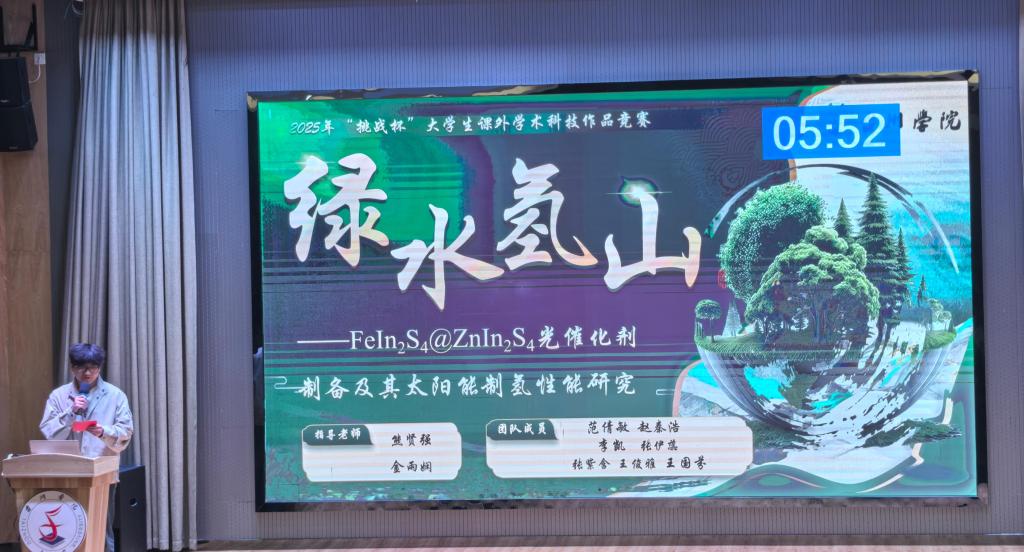 2025年“挑战杯”大学生课外学术科技作品竞赛
05:52
学院
绿水氢山
——FeIn₂S₄@ZnIn₂S₄光催化剂
制备及其太阳能制氢性能研究
指导老师
熊贤强
金雨娴
团队成员
范倩敏 赵秦浩
李凯 张伊
张紫含 王俊雅 王国芬